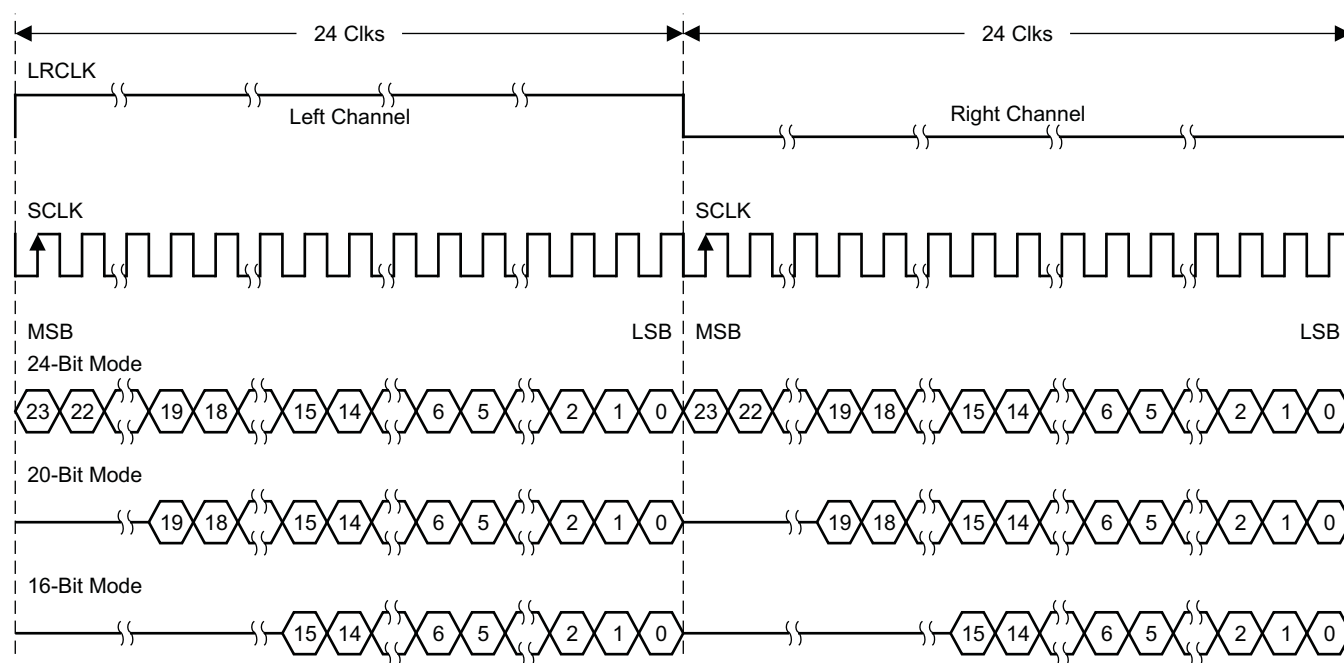 24 Clks 24 Clks
LRCLK
Left Channel Right Channel
SCLK SCLK
MSB LSB MSB LSB
24-Bit Mode
23 22 19 18 15 14 6 5 2 1 0 23 22 19 18 15 14 6 5 2 1 0
20-Bit Mode
19 18 15 14 6 5 2 1 0 19 18 15 14 6 5 2 1 0
16-Bit Mode
15 14 6 5 2 1 0 15 14 6 5 2 1 0